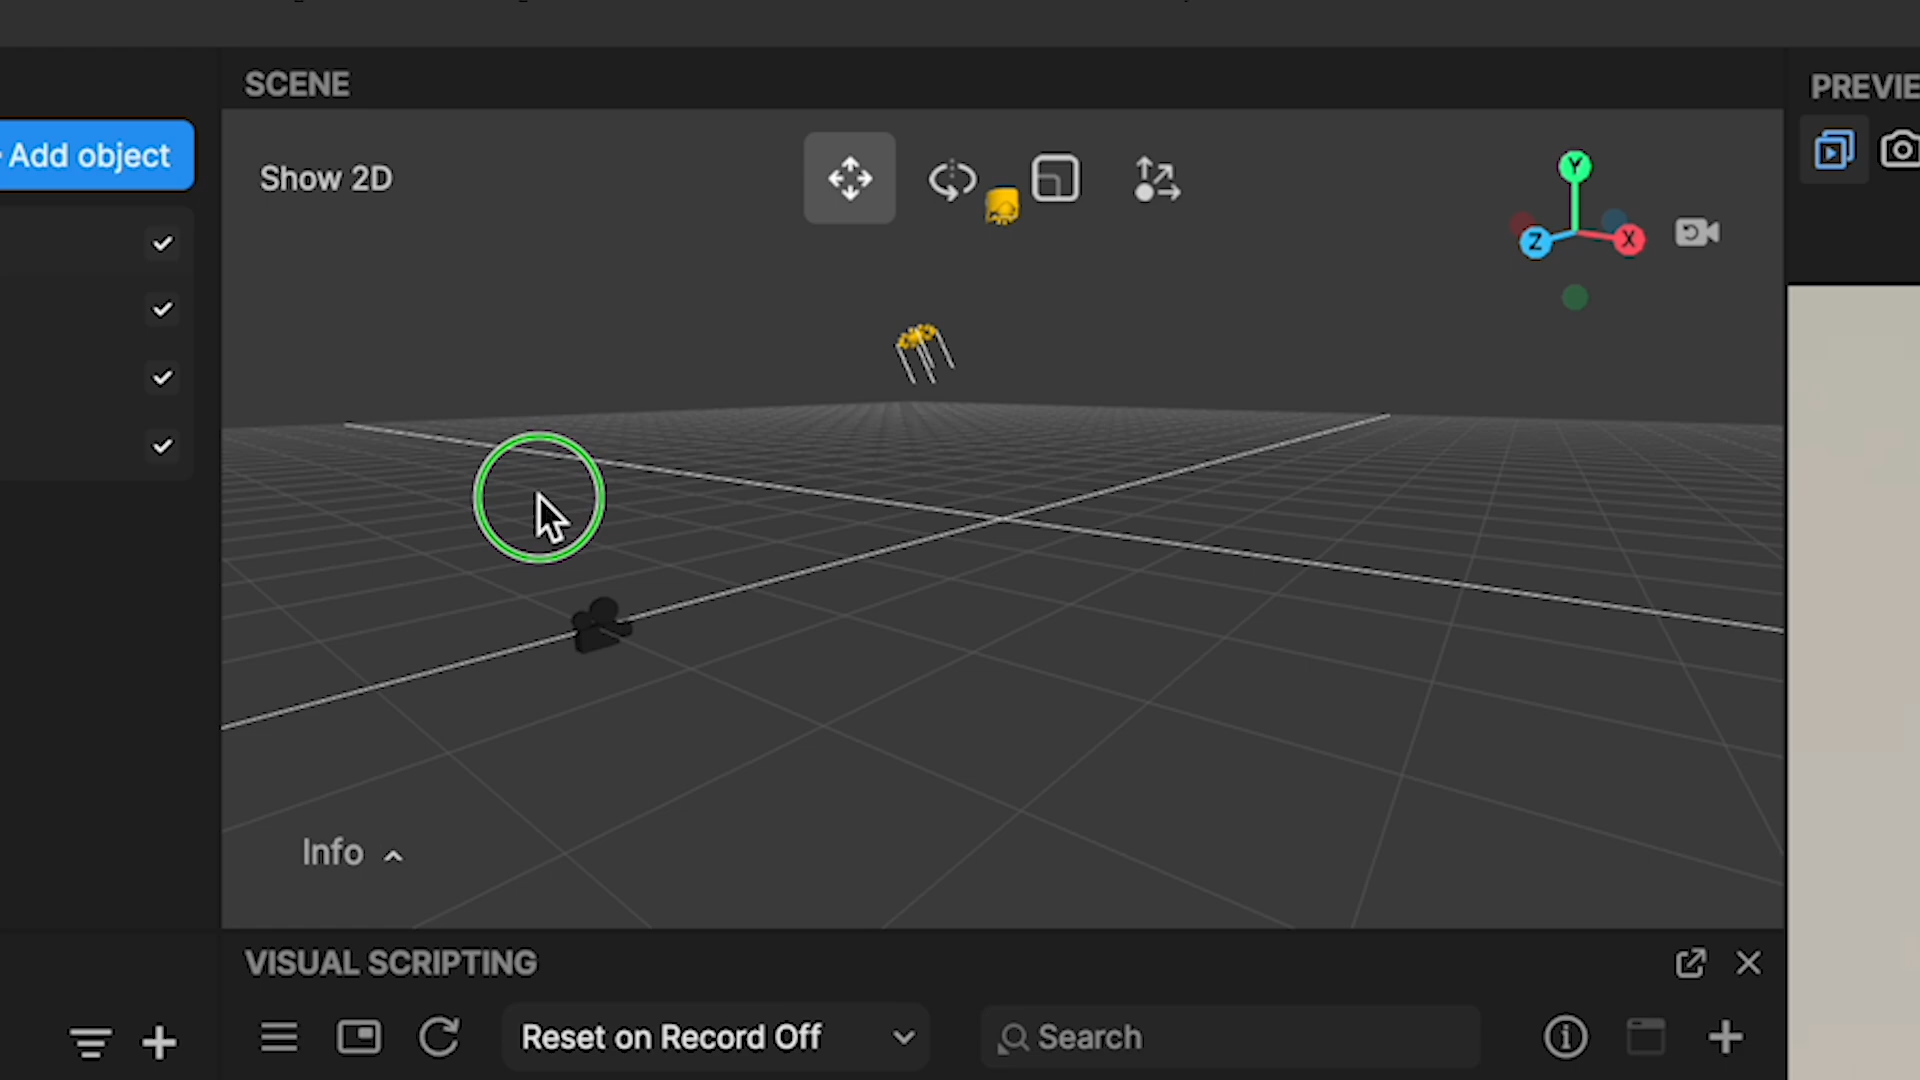 SCENE
PREVIE
Add object
Show 2D
Y
Z
X
Info
VISUAL SCRIPTING
Reset on Record Off
Search